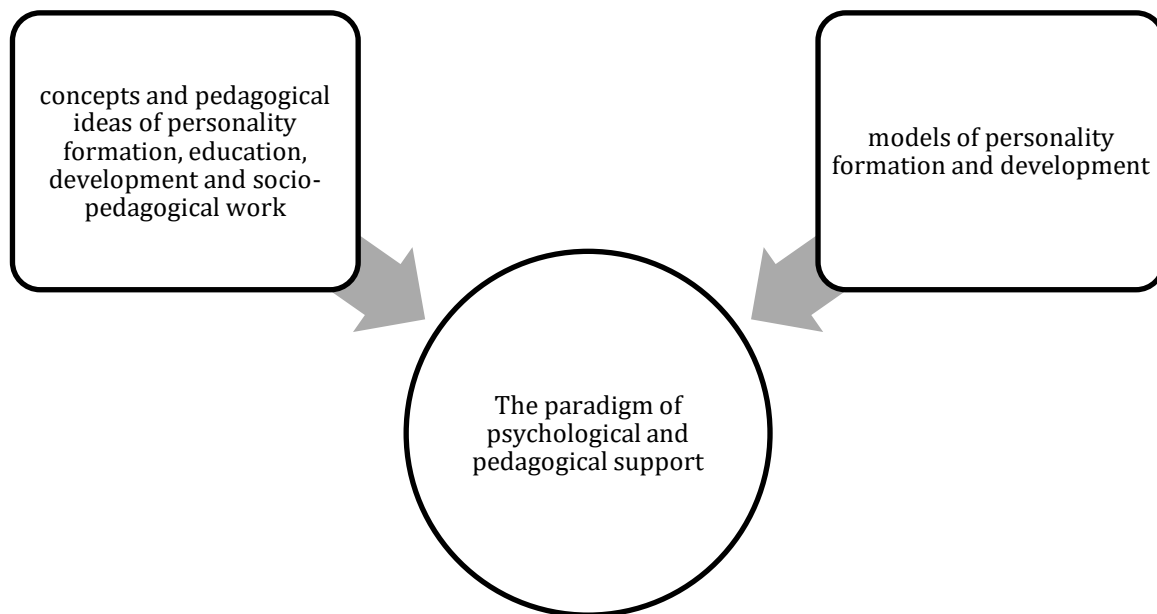 concepts and pedagogical
ideas of personality
formation, education,
development and socio-
pedagogical work
models of personality
formation and development
The paradigm of
psychological and
pedagogical support